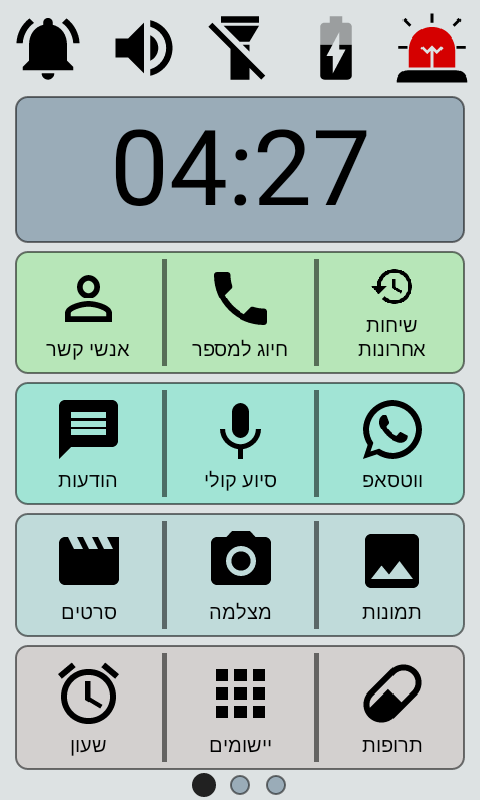 04:27
שיחות
אחרונות
חיוג למספר
אנשי קשר
ווטסאפ
סיוע קולי
הודעות
תמונות
מצלמה
סרטים
תרופות
יישומים
שעון